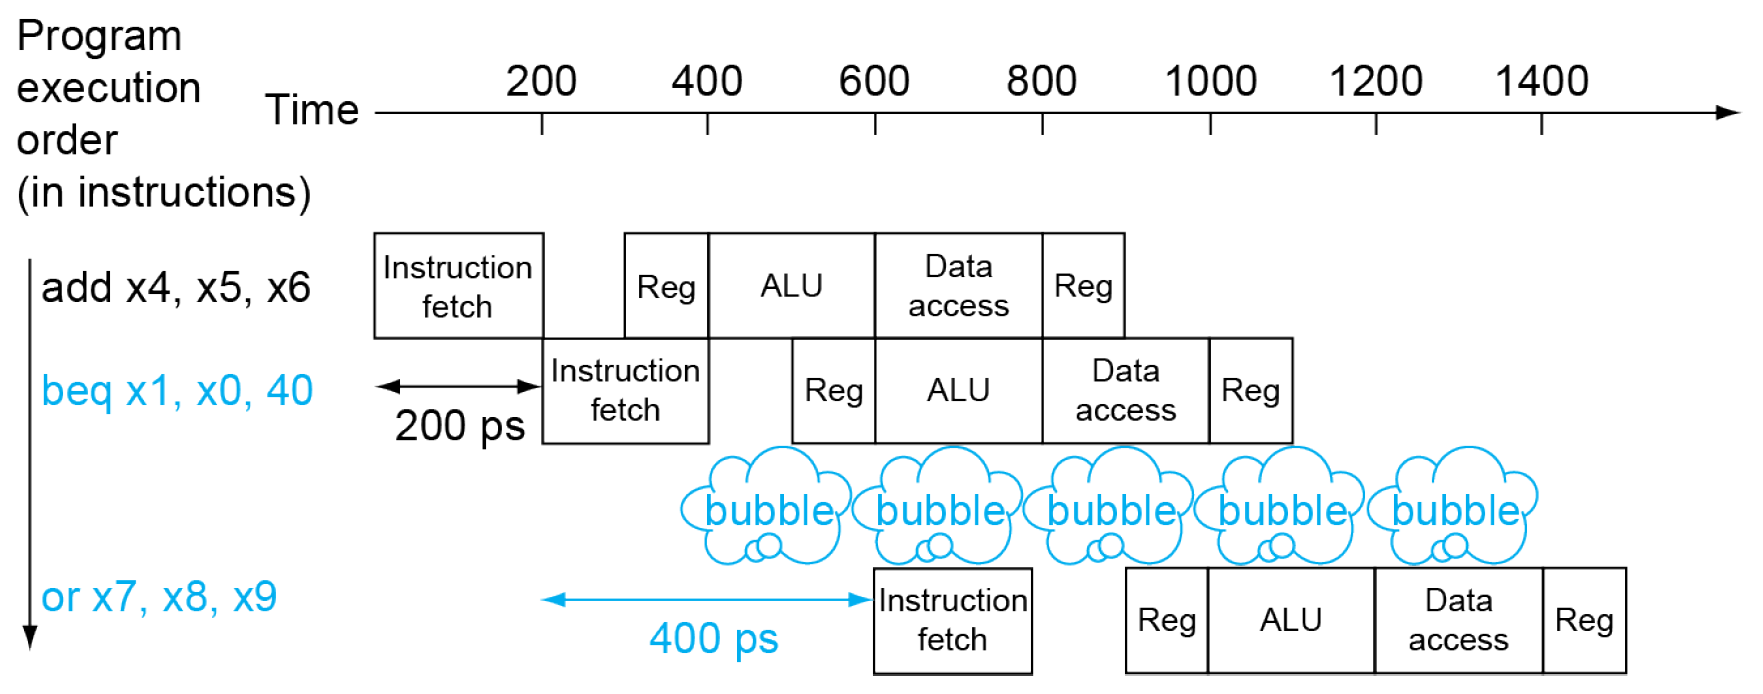 Program
execution
order
(in instructions)
Time
200 400 600 800 1000 1200 1400
add x4, x5, x6
Instruction
fetch
Reg
ALU
Data
access
Reg
beq x1, x0, 40
200 ps
Instruction
fetch
Reg
ALU
Data
access
Reg
bubble bubble bubble bubble bubble
or x7, x8, x9
400 ps
Instruction
fetch
Reg
ALU
Data
access
Reg